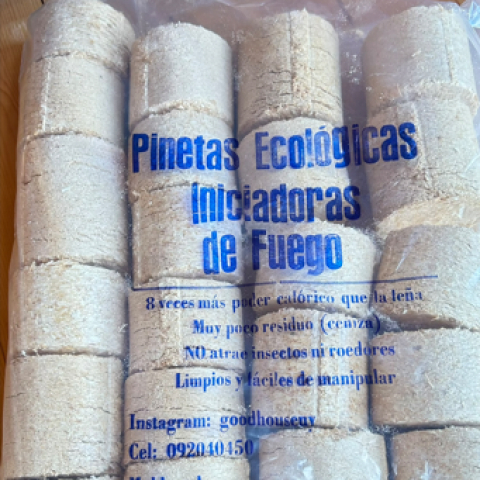 Pinetas Ecológicas
Iniciadoras
de Fuego
8 veces más poder calórico que la leña
Muy poco residuo (ceniza)
NO atrae insectos ni roedores
Limpios y fáciles de manipular
Instagram: goodhouseuy
Cel: 092040450